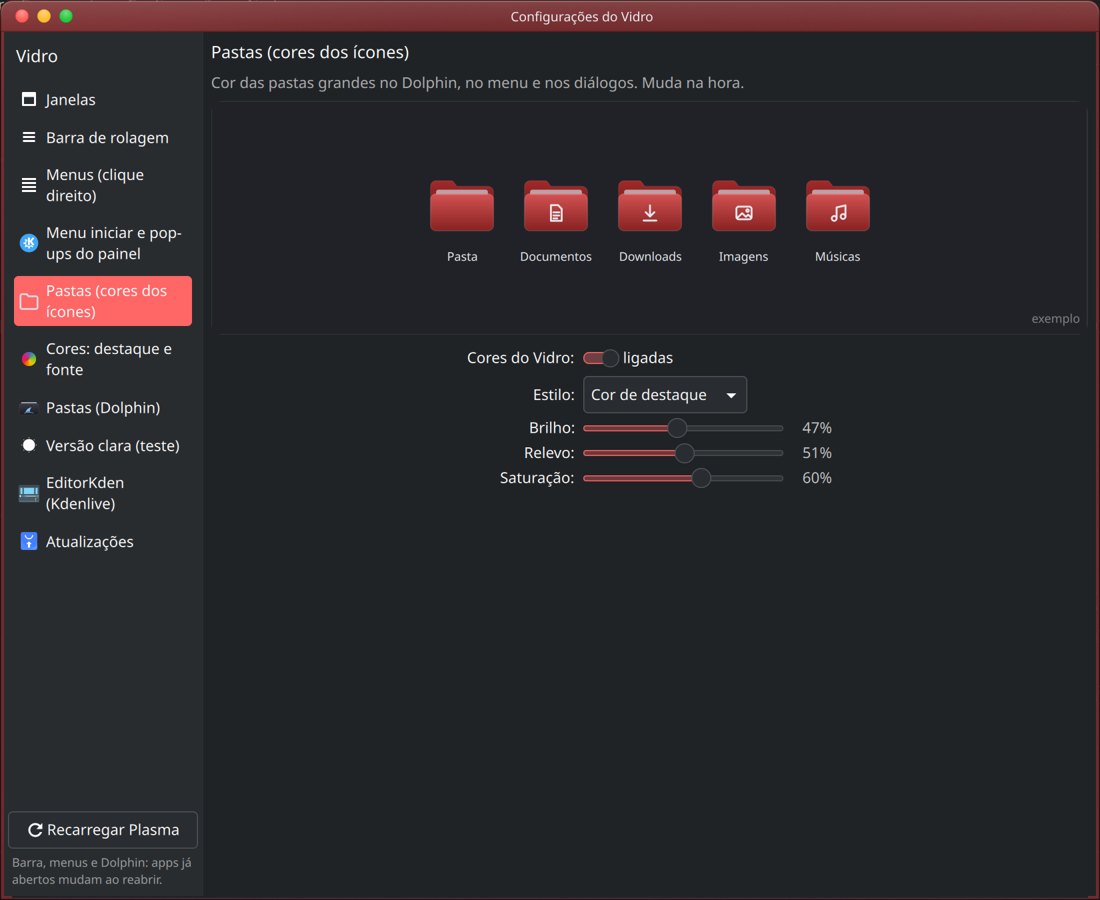 Configurações do Vidro
Vidro
Janelas
Barra de rolagem
Menus (clique
direito)
Menu iniciar e pop-
ups do painel
Pastas (cores dos
ícones)
Cores: destaque e
fonte
Pastas (Dolphin)
Versão clara (teste)
EditorKden
(Kdenlive)
Atualizações
Recarregar Plasma
Barra, menus e Dolphin: apps já
abertos mudam ao reabrir.
Pastas (cores dos ícones)
Cor das pastas grandes no Dolphin, no menu e nos diálogos. Muda na hora.
Pasta
Documentos
Downloads
Imagens
Músicas
exemplo
Cores do Vidro: ligadas
Estilo: Cor de destaque
Brilho: 47%
Relevo: 51%
Saturação: 60%